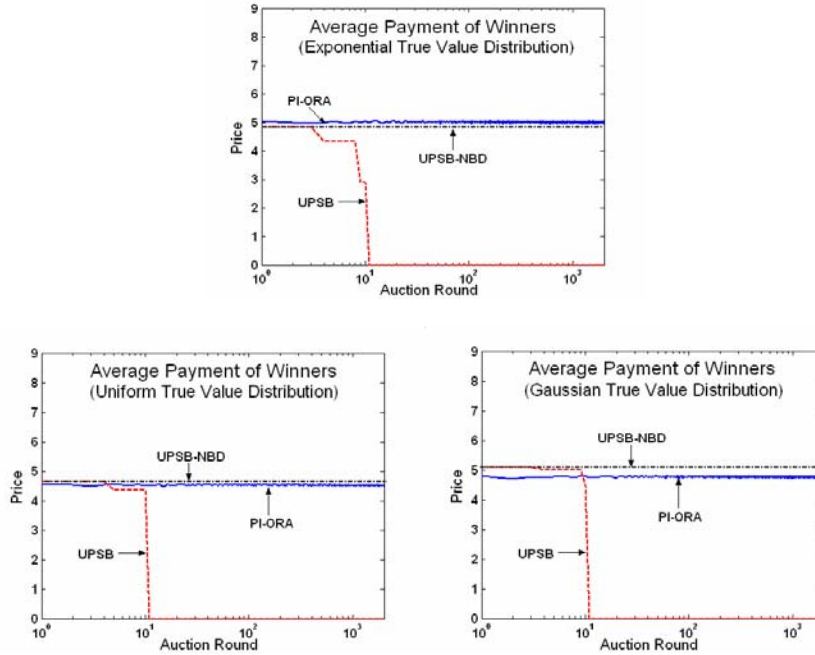 Average Payment of Winners
(Exponential True Value Distribution)
9
8
7
6
5
4
3
2
1
0
Price
PI-ORA
UPSB-NBD
UPSB
10^0
10^1
10^2
10^3
Auction Round
Average Payment of Winners
(Uniform True Value Distribution)
9
8
7
6
5
4
3
2
1
0
Price
UPSB-NBD
PI-ORA
UPSB
10^0
10^1
10^2
10^3
Auction Round
Average Payment of Winners
(Gaussian True Value Distribution)
9
8
7
6
5
4
3
2
1
0
Price
UPSB-NBD
PI-ORA
UPSB
10^0
10^1
10^2
10^3
Auction Round